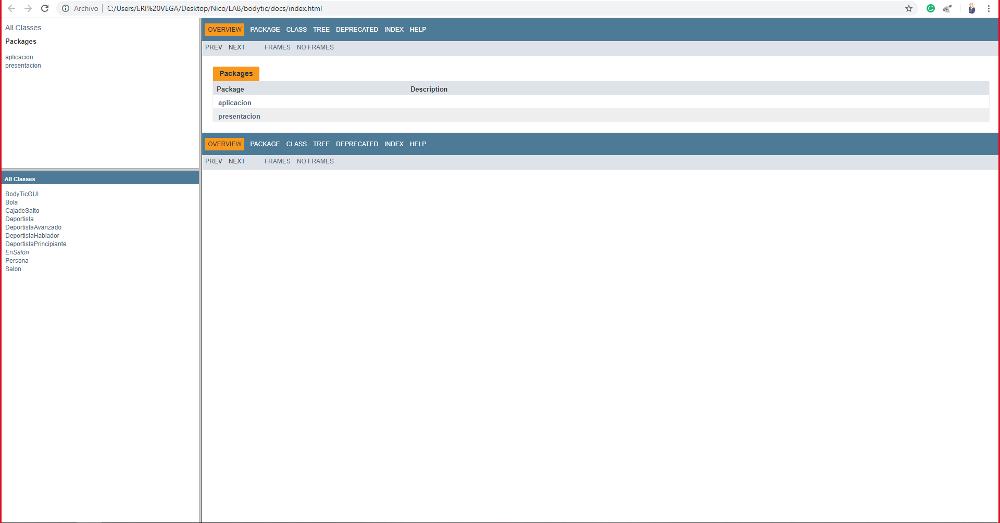 Archivo C:/Users/ERI%20VEGA/Desktop/Nico/LAB/bodytic/docs/index.html
All Classes
Packages
aplicacion
presentacion
All Classes
BodyTicGUI
Bola
CajadeSalto
Deportista
DeportistaAvanzado
DeportistaHablador
DeportistaPrincipiante
EnSalon
Persona
Salon
OVERVIEW PACKAGE CLASS TREE DEPRECATED INDEX HELP
PREV NEXT FRAMES NO FRAMES
Packages
Package Description
aplicacion
presentacion
OVERVIEW PACKAGE CLASS TREE DEPRECATED INDEX HELP
PREV NEXT FRAMES NO FRAMES